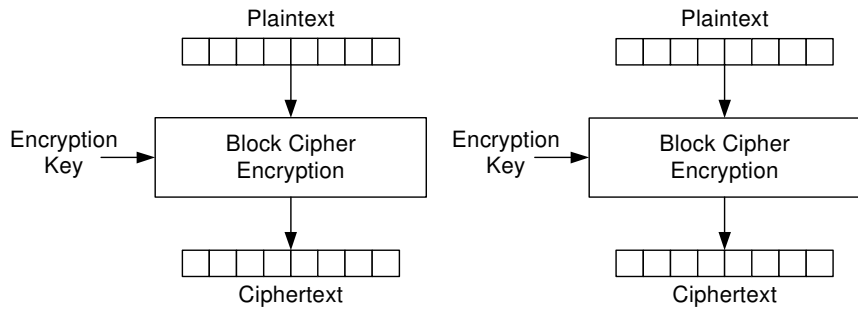 Plaintext
Encryption
Key
Block Cipher
Encryption
Ciphertext
Plaintext
Encryption
Key
Block Cipher
Encryption
Ciphertext